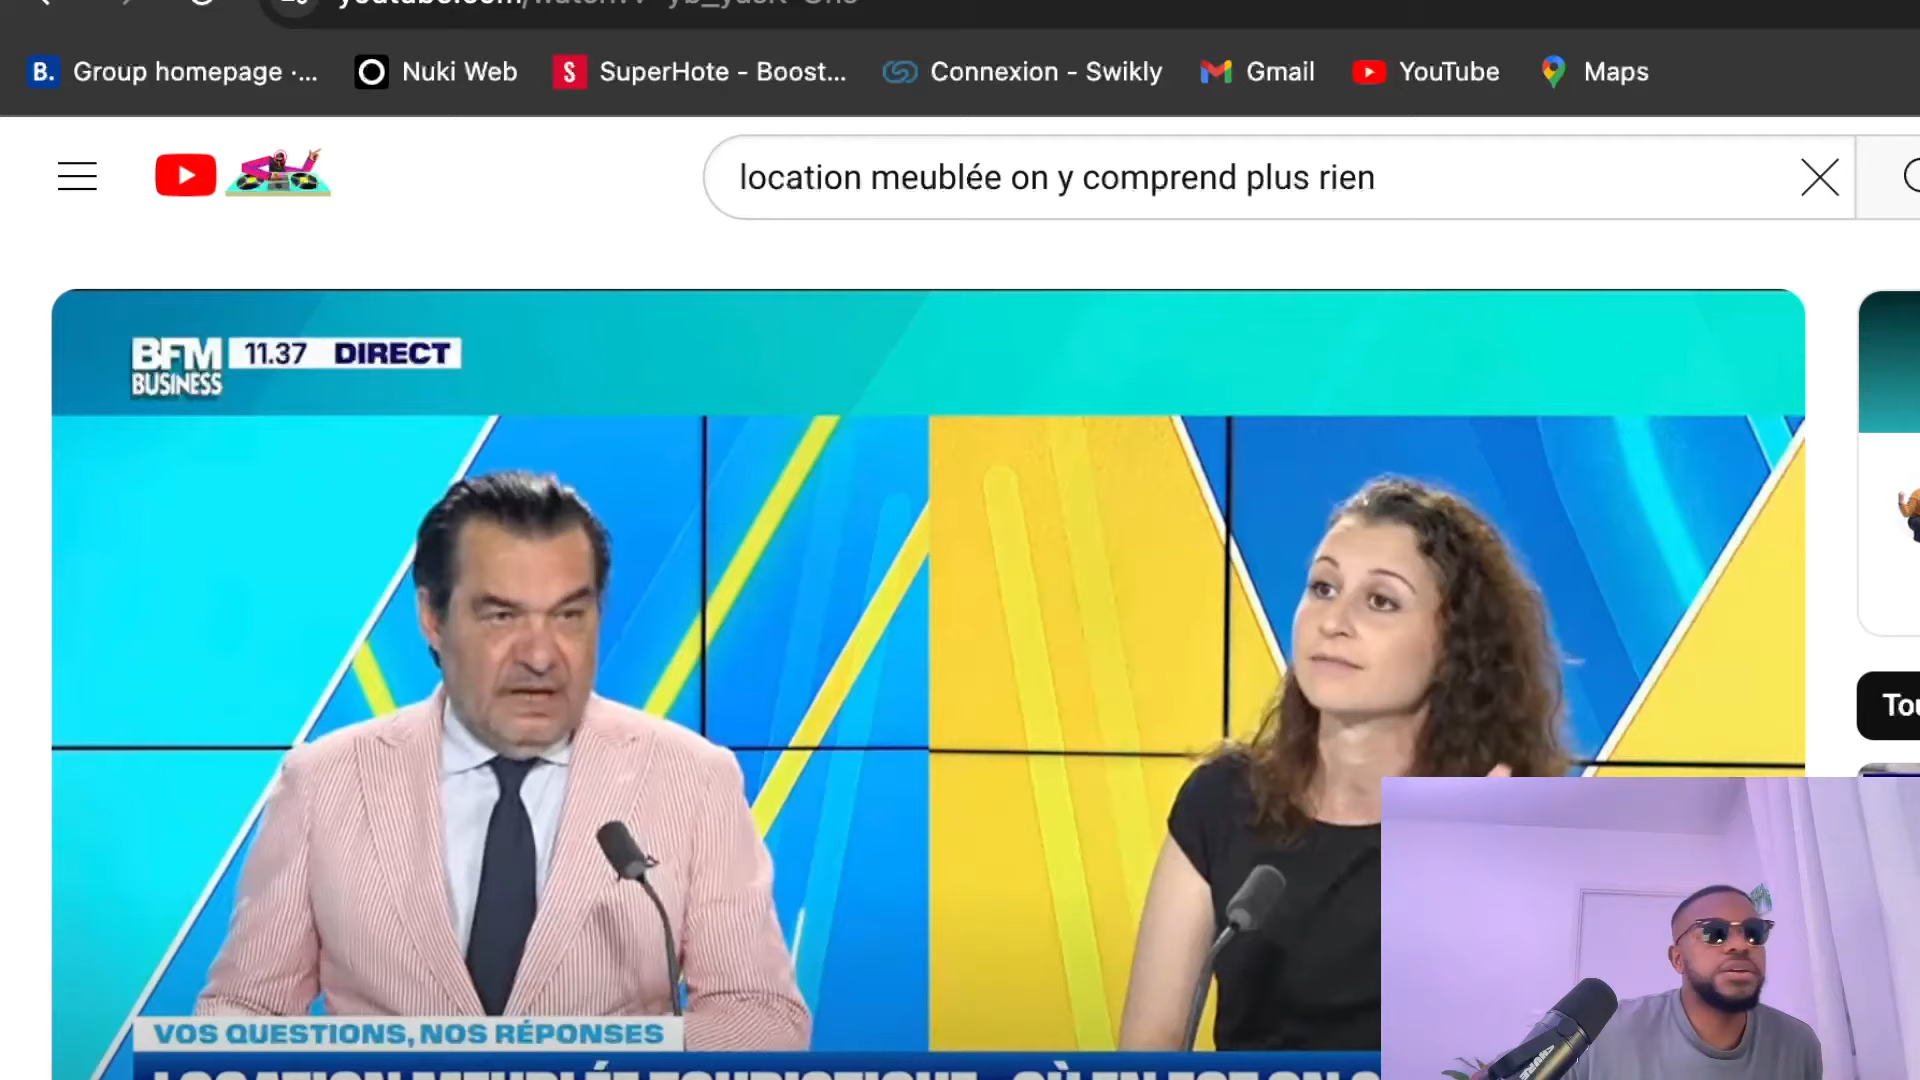 B. Group homepage ·... Nuki Web S SuperHote - Boost... Connexion - Swikly Gmail YouTube Maps
location meublée on y comprend plus rien
BFM BUSINESS 11.37 DIRECT
VOS QUESTIONS, NOS RÉPONSES